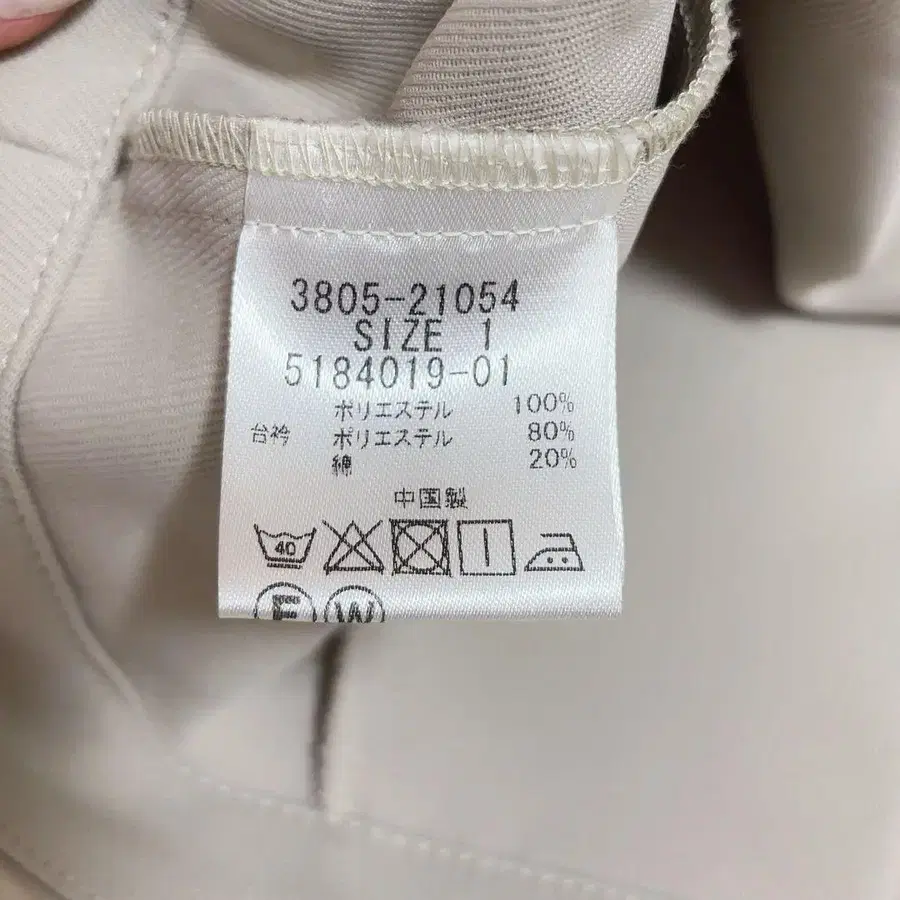 3805-21054
SIZE 1
5184019-01
ポリエステル 100%
台衿 ポリエステル 80%
綿 20%
中国製
40
F W